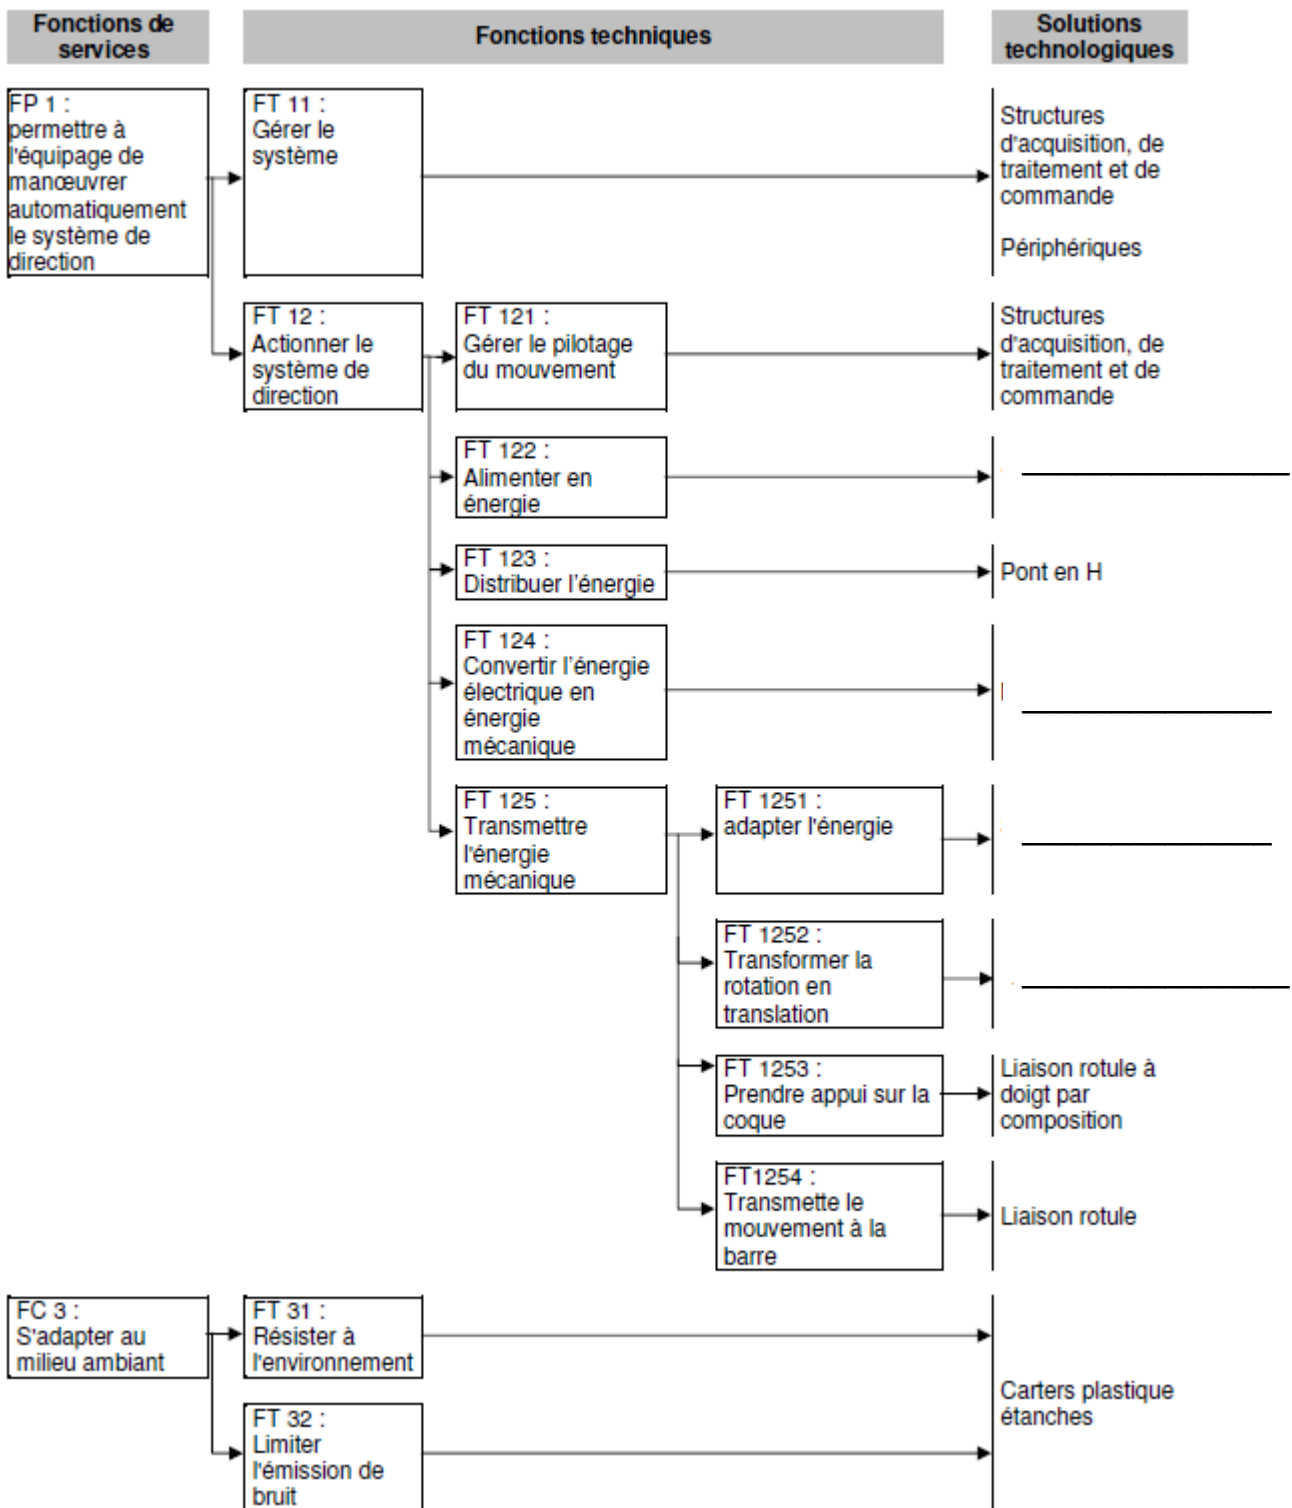 Fonctions de
services
Fonctions techniques
Solutions
technologiques
FP 1 :
permettre à
l'équipage de
manœuvrer
automatiquement
le système de
direction
FT 11 :
Gérer le
système
Structures
d'acquisition, de
traitement et de
commande
Périphériques
FT 12 :
Actionner le
système de
direction
FT 121 :
Gérer le pilotage
du mouvement
Structures
d'acquisition, de
traitement et de
commande
FT 122 :
Alimenter en
énergie
FT 123 :
Distribuer l'énergie
Pont en H
FT 124 :
Convertir l'énergie
électrique en
énergie
mécanique
FT 125 :
Transmettre
l'énergie
mécanique
FT 1251 :
adapter l'énergie
FT 1252 :
Transformer la
rotation en
translation
FT 1253 :
Prendre appui sur la
coque
Liaison rotule à
doigt par
composition
FT1254 :
Transmette le
mouvement à la
barre
Liaison rotule
FC 3 :
S'adapter au
milieu ambiant
FT 31 :
Résister à
l'environnement
FT 32 :
Limiter
l'émission de
bruit
Carters plastique
étanches